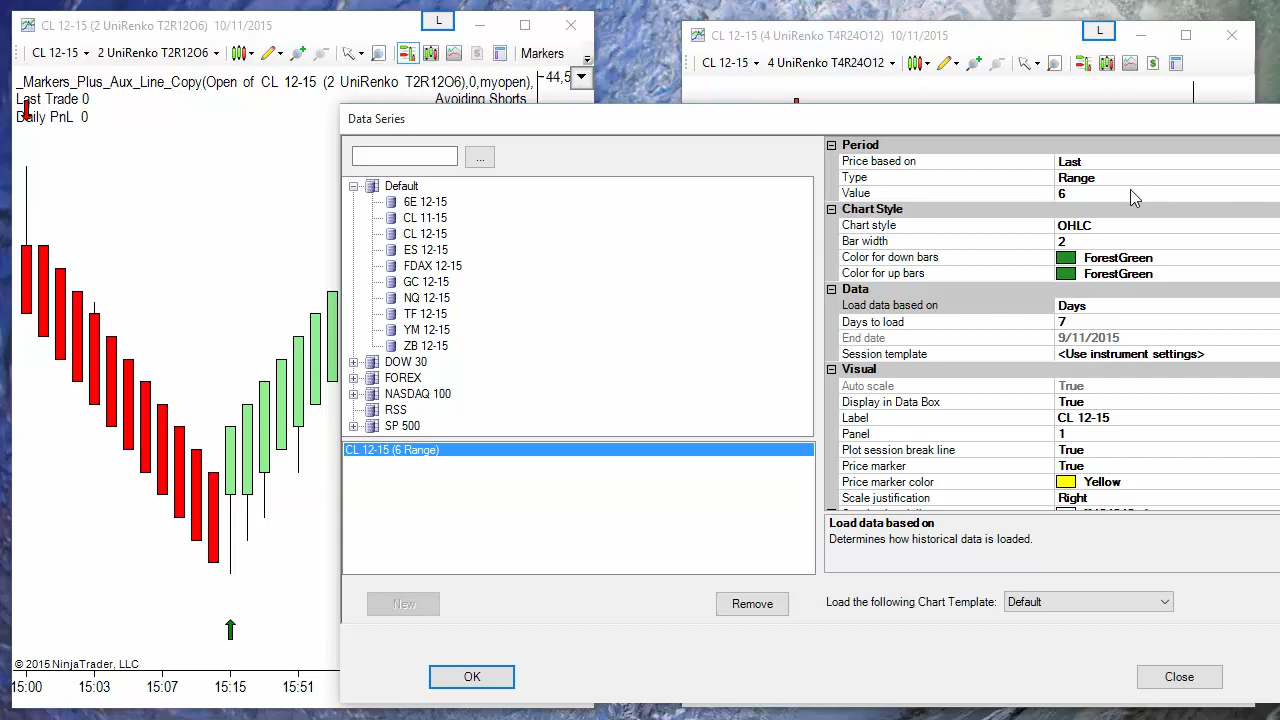 CL 12-15 (2 UniRenko T2R12O6)  10/11/2015
L
CL 12-15
2 UniRenko T2R12O6
Markers
_Markers_Plus_Aux_Line_Copy(Open of CL 12-15 (2 UniRenko T2R12O6),0,myopen),
44,5
Last Trade 0
Avoiding Shorts
Daily PnL  0
© 2015 NinjaTrader, LLC
15:00
15:03
15:07
15:15
15:51
CL 12-15 (4 UniRenko T4R24O12)  10/11/2015
L
CL 12-15
4 UniRenko T4R24O12
Data Series
...
Default
6E 12-15
CL 11-15
CL 12-15
ES 12-15
FDAX 12-15
GC 12-15
NQ 12-15
TF 12-15
YM 12-15
ZB 12-15
DOW 30
FOREX
NASDAQ 100
RSS
SP 500
CL 12-15 (6 Range)
New
Remove
OK
Period
Price based on Last
Type Range
Value 6
Chart Style
Chart style OHLC
Bar width 2
Color for down bars ForestGreen
Color for up bars ForestGreen
Data
Load data based on Days
Days to load 7
End date 9/11/2015
Session template <Use instrument settings>
Visual
Auto scale True
Display in Data Box True
Label CL 12-15
Panel 1
Plot session break line True
Price marker True
Price marker color Yellow
Scale justification Right
Load data based on
Determines how historical data is loaded.
Load the following Chart Template: Default
Close